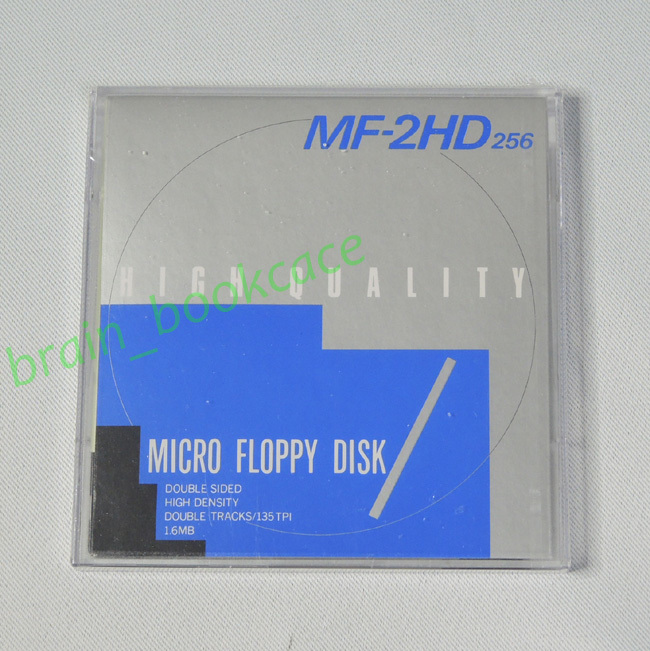 MF-2HD256
HIGH QUALITY
brain_bookcace
MICRO FLOPPY DISK
DOUBLE SIDED
HIGH DENSITY
DOUBLE TRACKS/135TPI
1.6MB